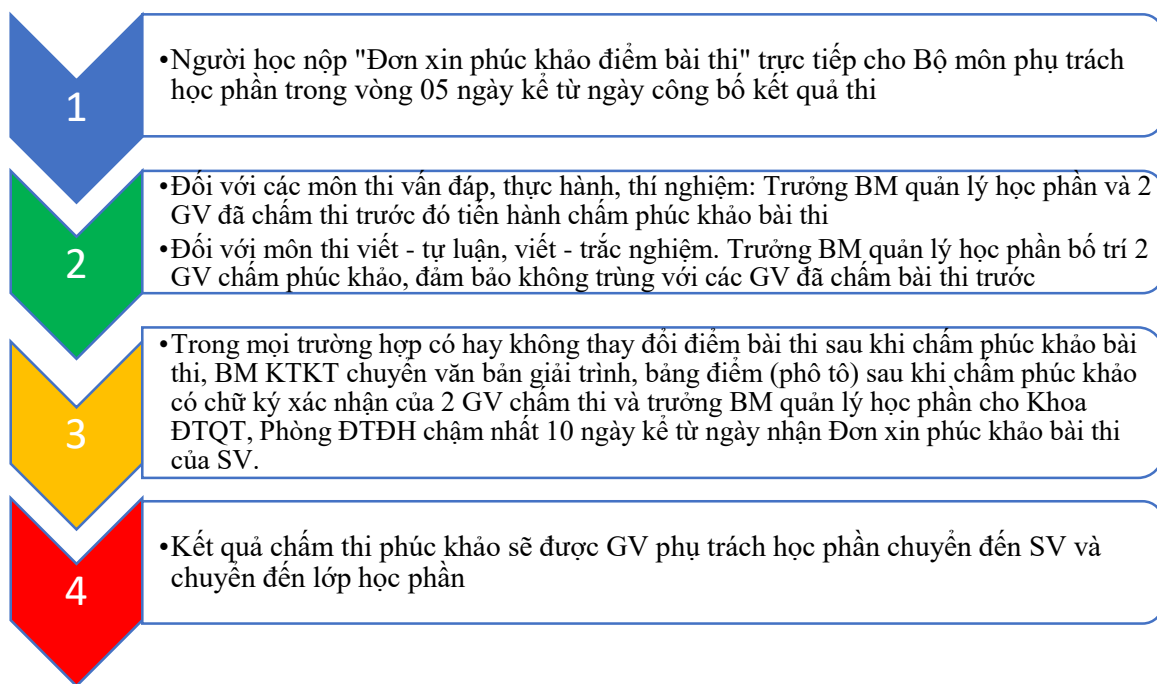 1
•Người học nộp "Đơn xin phúc khảo điểm bài thi" trực tiếp cho Bộ môn phụ trách
học phần trong vòng 05 ngày kể từ ngày công bố kết quả thi
2
•Đối với các môn thi vấn đáp, thực hành, thí nghiệm: Trưởng BM quản lý học phần và 2
GV đã chấm thi trước đó tiến hành chấm phúc khảo bài thi
•Đối với môn thi viết - tự luận, viết - trắc nghiệm. Trưởng BM quản lý học phần bố trí 2
GV chấm phúc khảo, đảm bảo không trùng với các GV đã chấm bài thi trước
3
•Trong mọi trường hợp có hay không thay đổi điểm bài thi sau khi chấm phúc khảo bài
thi, BM KTKT chuyển văn bản giải trình, bảng điểm (phô tô) sau khi chấm phúc khảo
có chữ ký xác nhận của 2 GV chấm thi và trưởng BM quản lý học phần cho Khoa
ĐTQT, Phòng ĐTĐH chậm nhất 10 ngày kể từ ngày nhận Đơn xin phúc khảo bài thi
của SV.
4
•Kết quả chấm thi phúc khảo sẽ được GV phụ trách học phần chuyển đến SV và
chuyển đến lớp học phần